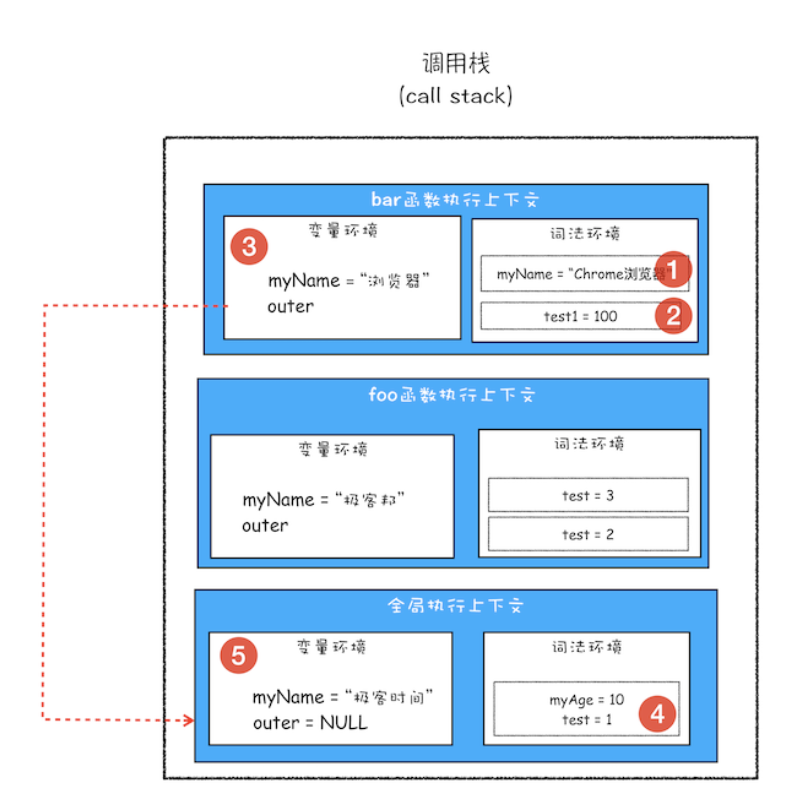 调用栈
(call stack)
bar函数执行上下文
3
变量环境
myName = "浏览器"
outer
词法环境
myName = "Chrome浏览器"
1
test1 = 100
2
foo函数执行上下文
变量环境
myName = "极客邦"
outer
词法环境
test = 3
test = 2
全局执行上下文
5
变量环境
myName = "极客时间"
outer = NULL
词法环境
myAge = 10
test = 1
4